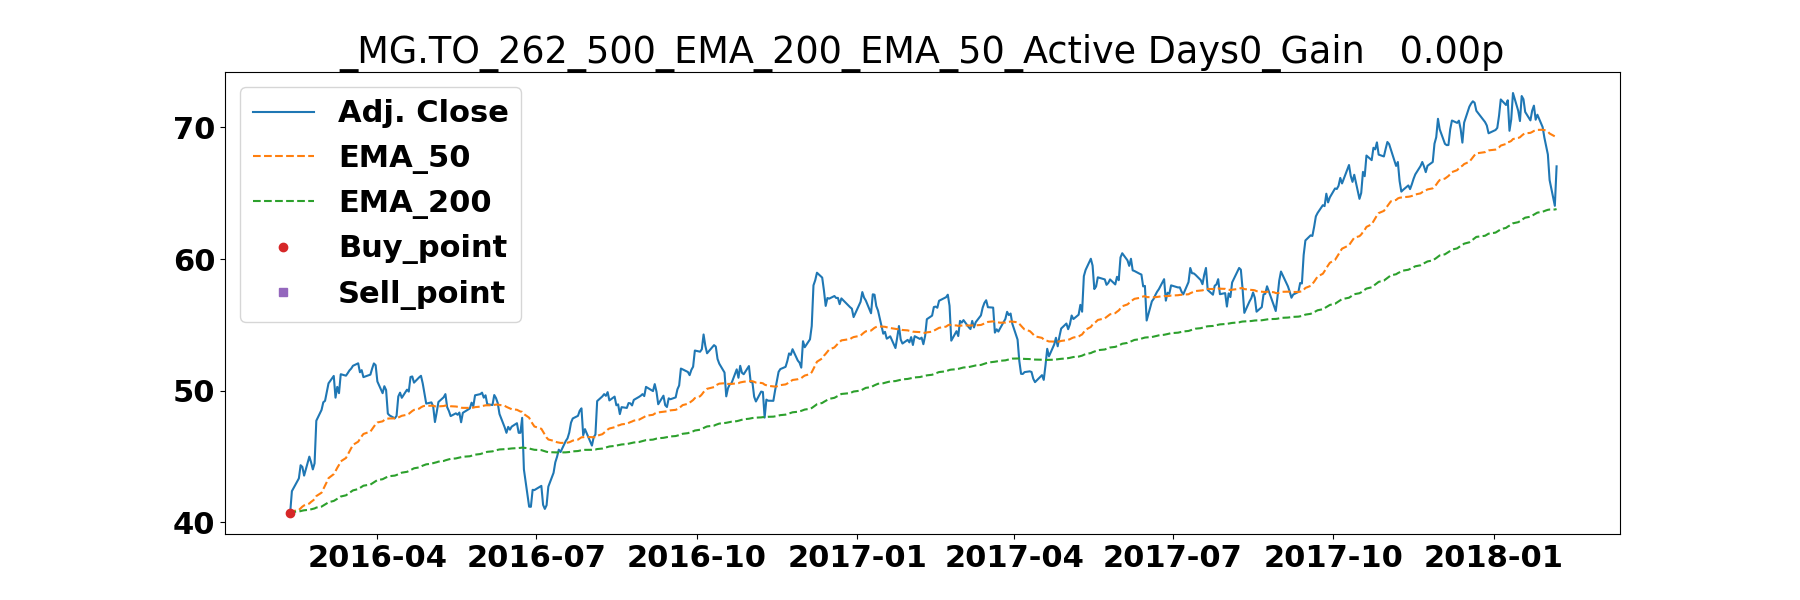 _MG.TO_262_500_EMA_200_EMA_50_Active Days0_Gain   0.00p
Adj. Close
EMA_50
EMA_200
Buy_point
Sell_point
70
60
50
40
2016-04 2016-07 2016-10 2017-01 2017-04 2017-07 2017-10 2018-01